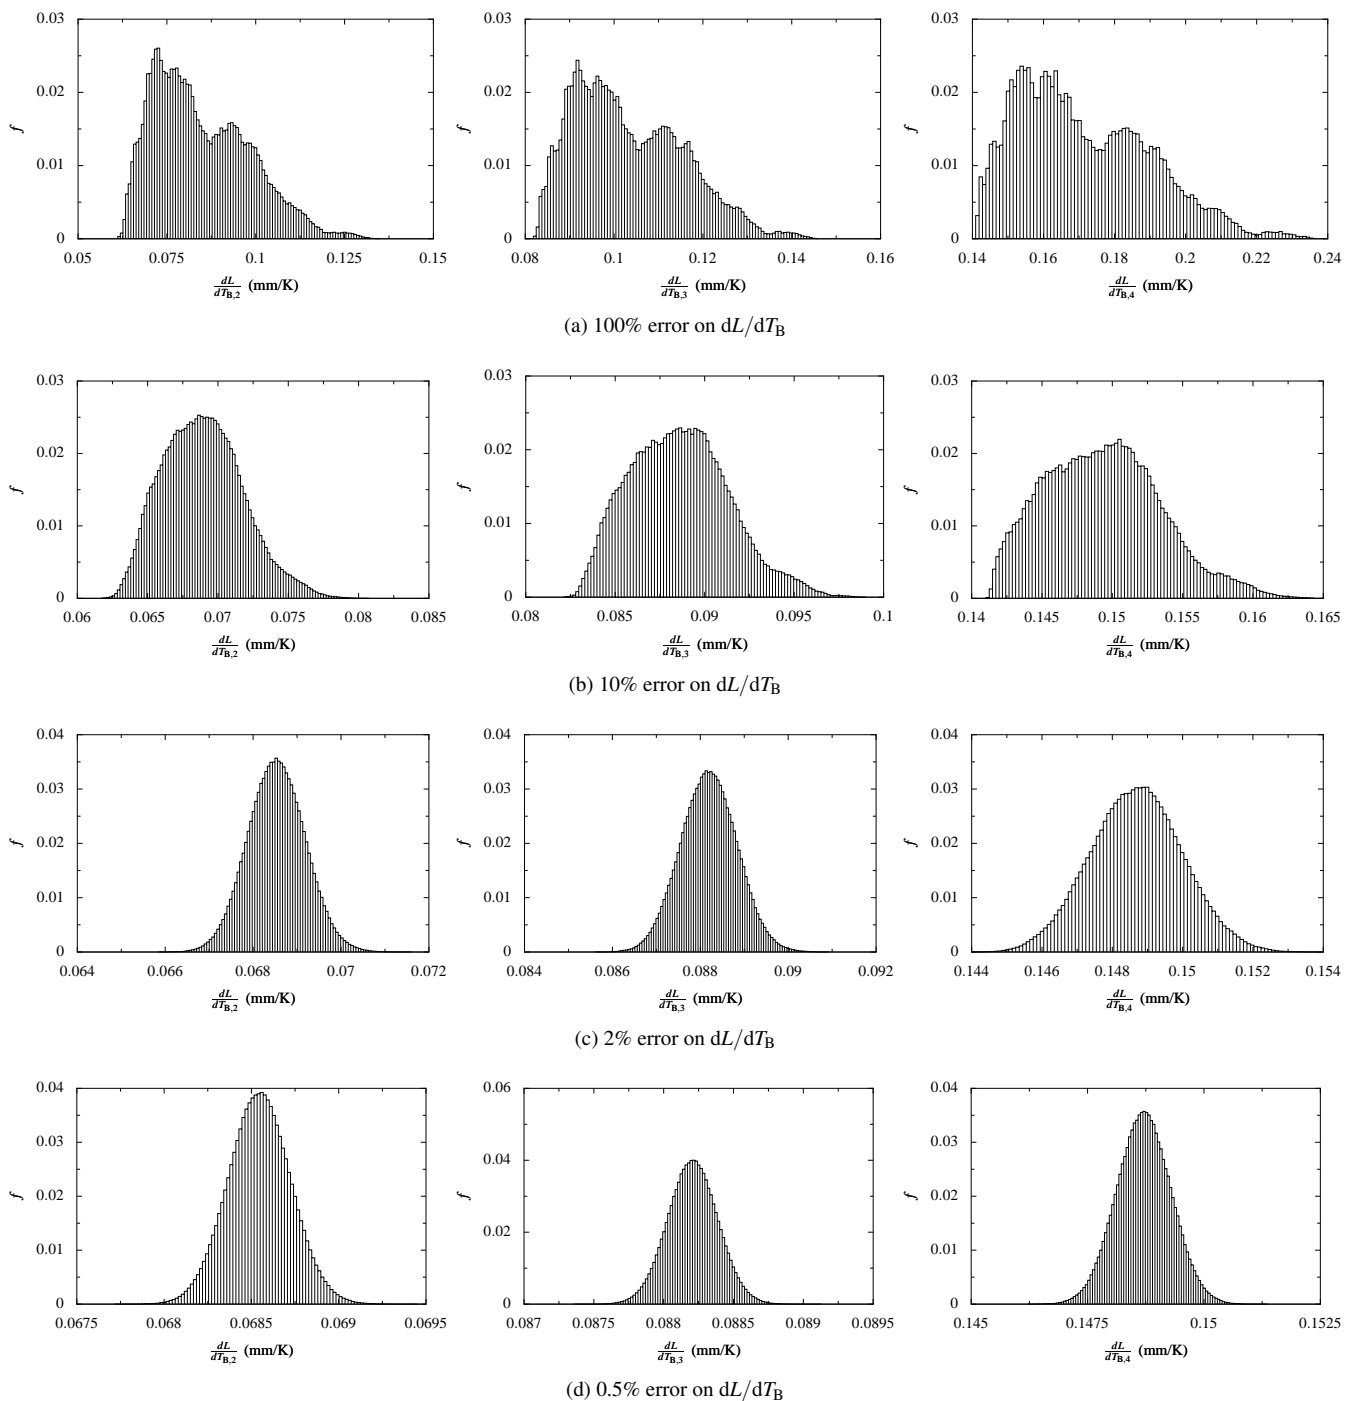 0.03 0.03 0.03
0.02 0.02 0.02
f f f
0.01 0.01 0.01
0 0 0
0.05 0.075 0.1 0.125 0.15 0.08 0.1 0.12 0.14 0.16 0.14 0.16 0.18 0.2 0.22 0.24
dL/dT_B,2 (mm/K) dL/dT_B,3 (mm/K) dL/dT_B,4 (mm/K)
(a) 100% error on dL/dT_B
0.03 0.03 0.03
0.02 0.02 0.02
f f f
0.01 0.01 0.01
0 0 0
0.06 0.065 0.07 0.075 0.08 0.085 0.08 0.085 0.09 0.095 0.1 0.14 0.145 0.15 0.155 0.16 0.165
dL/dT_B,2 (mm/K) dL/dT_B,3 (mm/K) dL/dT_B,4 (mm/K)
(b) 10% error on dL/dT_B
0.04 0.04 0.04
0.03 0.03 0.03
0.02 0.02 0.02
f f f
0.01 0.01 0.01
0 0 0
0.064 0.066 0.068 0.07 0.072 0.084 0.086 0.088 0.09 0.092 0.144 0.146 0.148 0.15 0.152 0.154
dL/dT_B,2 (mm/K) dL/dT_B,3 (mm/K) dL/dT_B,4 (mm/K)
(c) 2% error on dL/dT_B
0.04 0.06 0.04
0.03 0.04 0.03
0.02 0.02 0.02
f f f
0.01 0.01
0 0 0
0.0675 0.068 0.0685 0.069 0.0695 0.087 0.0875 0.088 0.0885 0.089 0.0895 0.145 0.1475 0.15 0.1525
dL/dT_B,2 (mm/K) dL/dT_B,3 (mm/K) dL/dT_B,4 (mm/K)
(d) 0.5% error on dL/dT_B